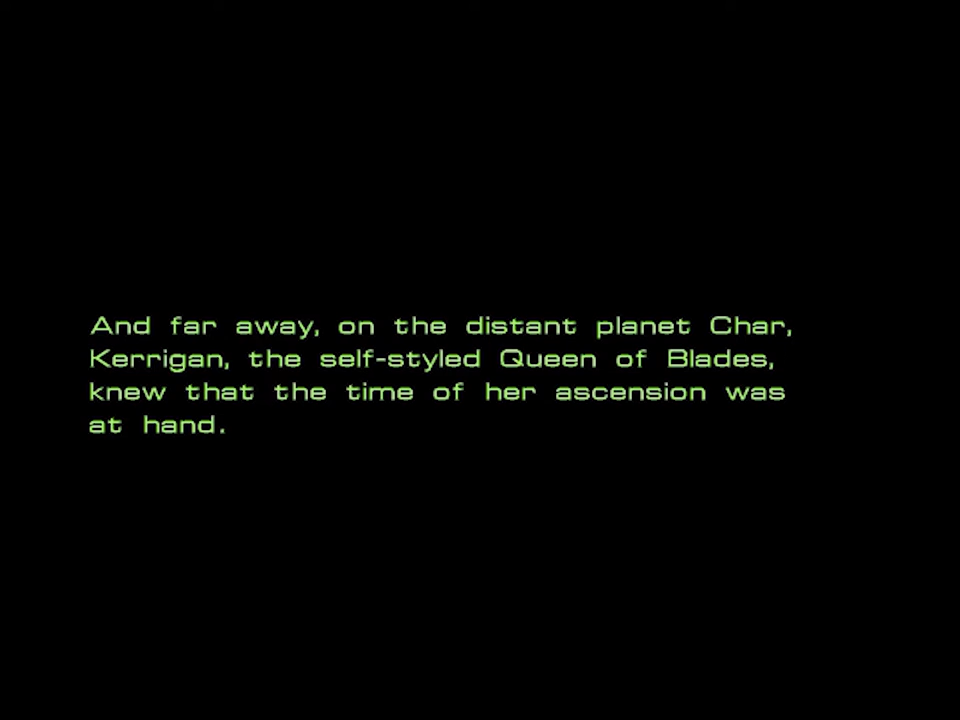 And far away, on the distant planet Char,
Kerrigan, the self-styled Queen of Blades,
knew that the time of her ascension was
at hand.